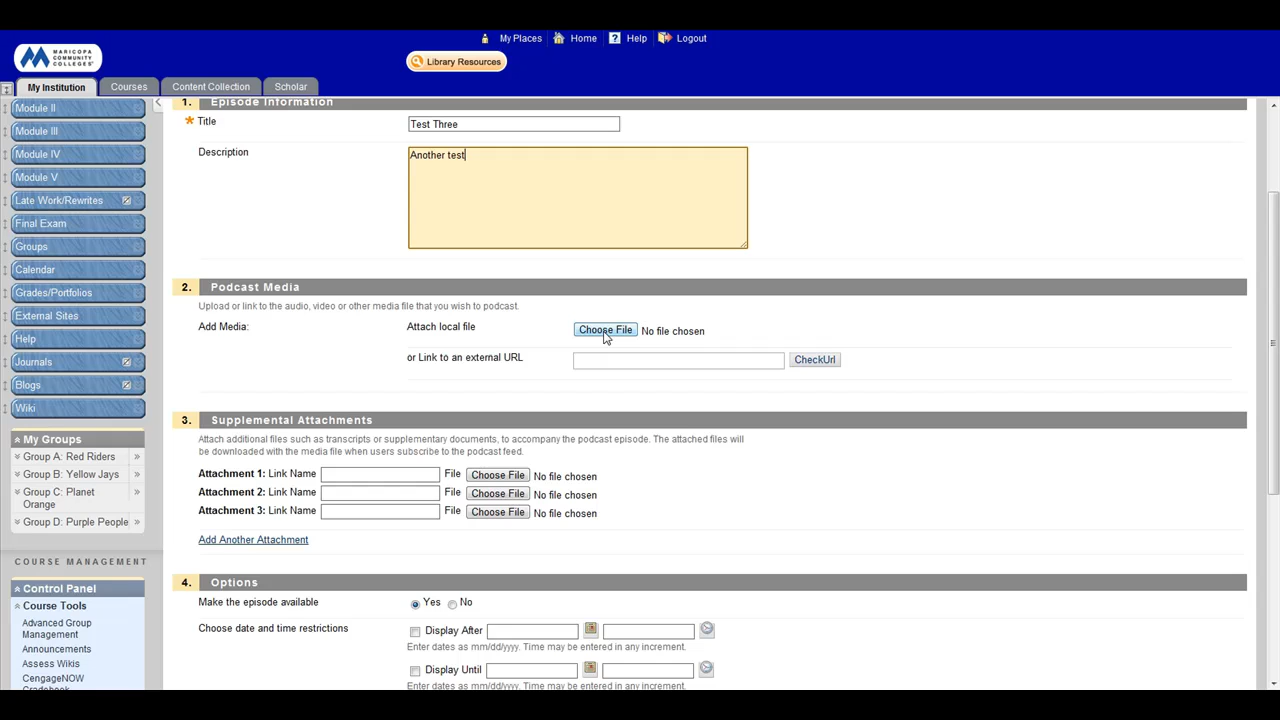 My Places Home ? Help Logout
MARICOPA
COMMUNITY
COLLEGES
Library Resources
My Institution Courses Content Collection Scholar
Module II
Module III
Module IV
Module V
Late Work/Rewrites
Final Exam
Groups
Calendar
Grades/Portfolios
External Sites
Help
Journals
Blogs
Wiki
My Groups
Group A: Red Riders
Group B: Yellow Jays
Group C: Planet
Orange
Group D: Purple People
COURSE MANAGEMENT
Control Panel
Course Tools
Advanced Group
Management
Announcements
Assess Wikis
CengageNOW
Gradebook
1. Episode Information
* Title Test Three
Description Another test
2. Podcast Media
Upload or link to the audio, video or other media file that you wish to podcast.
Add Media: Attach local file Choose File No file chosen
or Link to an external URL CheckUrl
3. Supplemental Attachments
Attach additional files such as transcripts or supplementary documents, to accompany the podcast episode. The attached files will
be downloaded with the media file when users subscribe to the podcast feed.
Attachment 1: Link Name File Choose File No file chosen
Attachment 2: Link Name File Choose File No file chosen
Attachment 3: Link Name File Choose File No file chosen
Add Another Attachment
4. Options
Make the episode available Yes No
Choose date and time restrictions Display After
Enter dates as mm/dd/yyyy. Time may be entered in any increment.
Display Until
Enter dates as mm/dd/yyyy. Time may be entered in any increment.